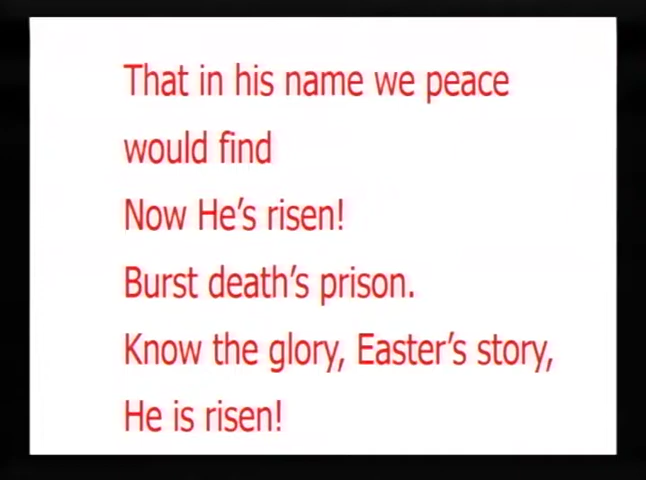 That in his name we peace
would find
Now He's risen!
Burst death's prison.
Know the glory, Easter's story,
He is risen!